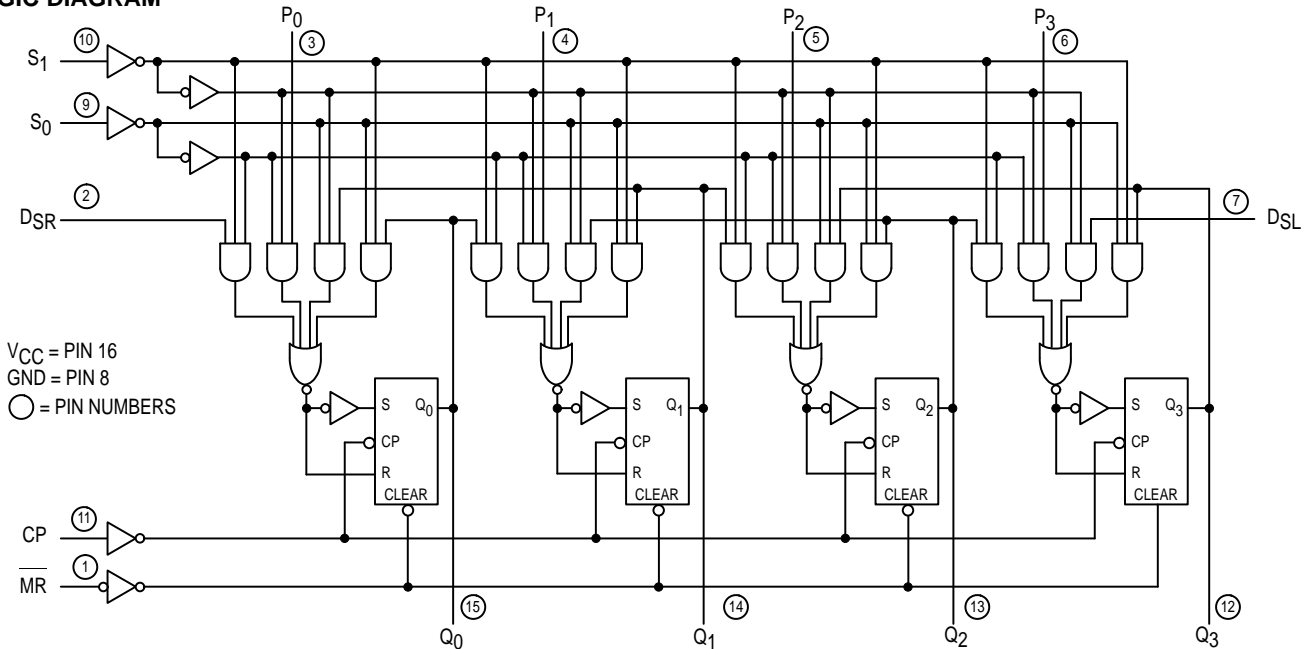 GIC DIAGRAM
P0 P1 P2 P3
3 4 5 6
10
S1
9
S0
2
DSR
7
DSL
VCC = PIN 16
GND = PIN 8
= PIN NUMBERS
S Q0 S Q1 S Q2 S Q3
CP CP CP CP
R R R R
CLEAR CLEAR CLEAR CLEAR
11
CP
1
MR
15 14 13 12
Q0 Q1 Q2 Q3